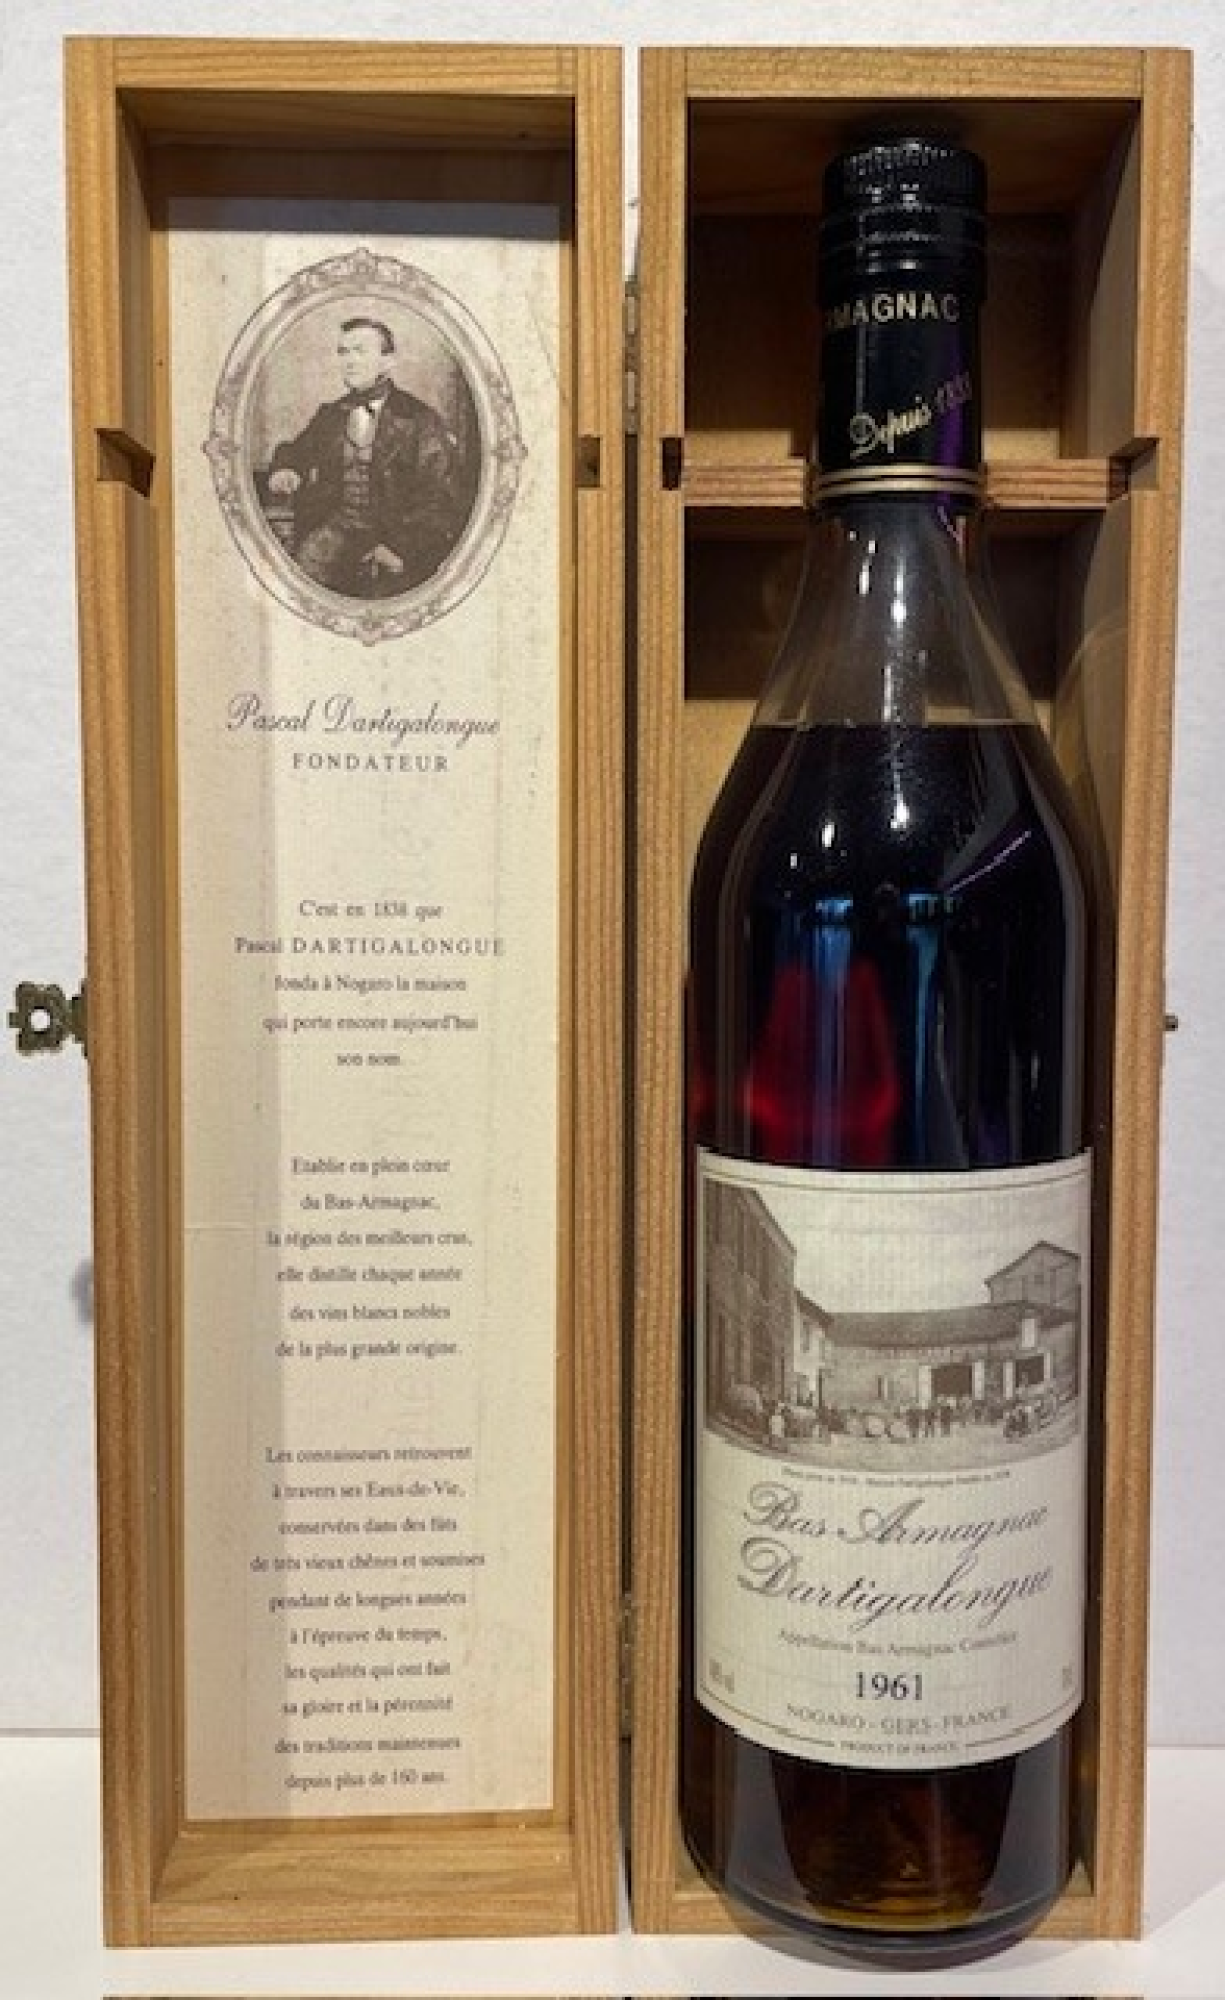 Pascal Dartigalongue
FONDATEUR
C'est en 1838 que
Pascal DARTIGALONGUE
fonda à Nogaro la maison
qui porte encore aujourd'hui
son nom.
Etablie en plein cœur
du Bas-Armagnac,
la région des meilleurs crus,
elle distille chaque année
des vins blancs nobles
de la plus grande origine.
Les connaisseurs retrouvent
à travers ses Eaux-de-Vie,
conservées dans des fûts
de très vieux chênes et soumises
pendant de longues années
à l'épreuve du temps,
les qualités qui ont fait
sa gloire et la pérennité
des traditions maintenues
depuis plus de 160 ans.
MAGNAC
Depuis
Bas Armagnac
Dartigalongue
Appellation Bas Armagnac Contrôlée
1961
NOGARO - GERS - FRANCE
PRODUCT OF FRANCE